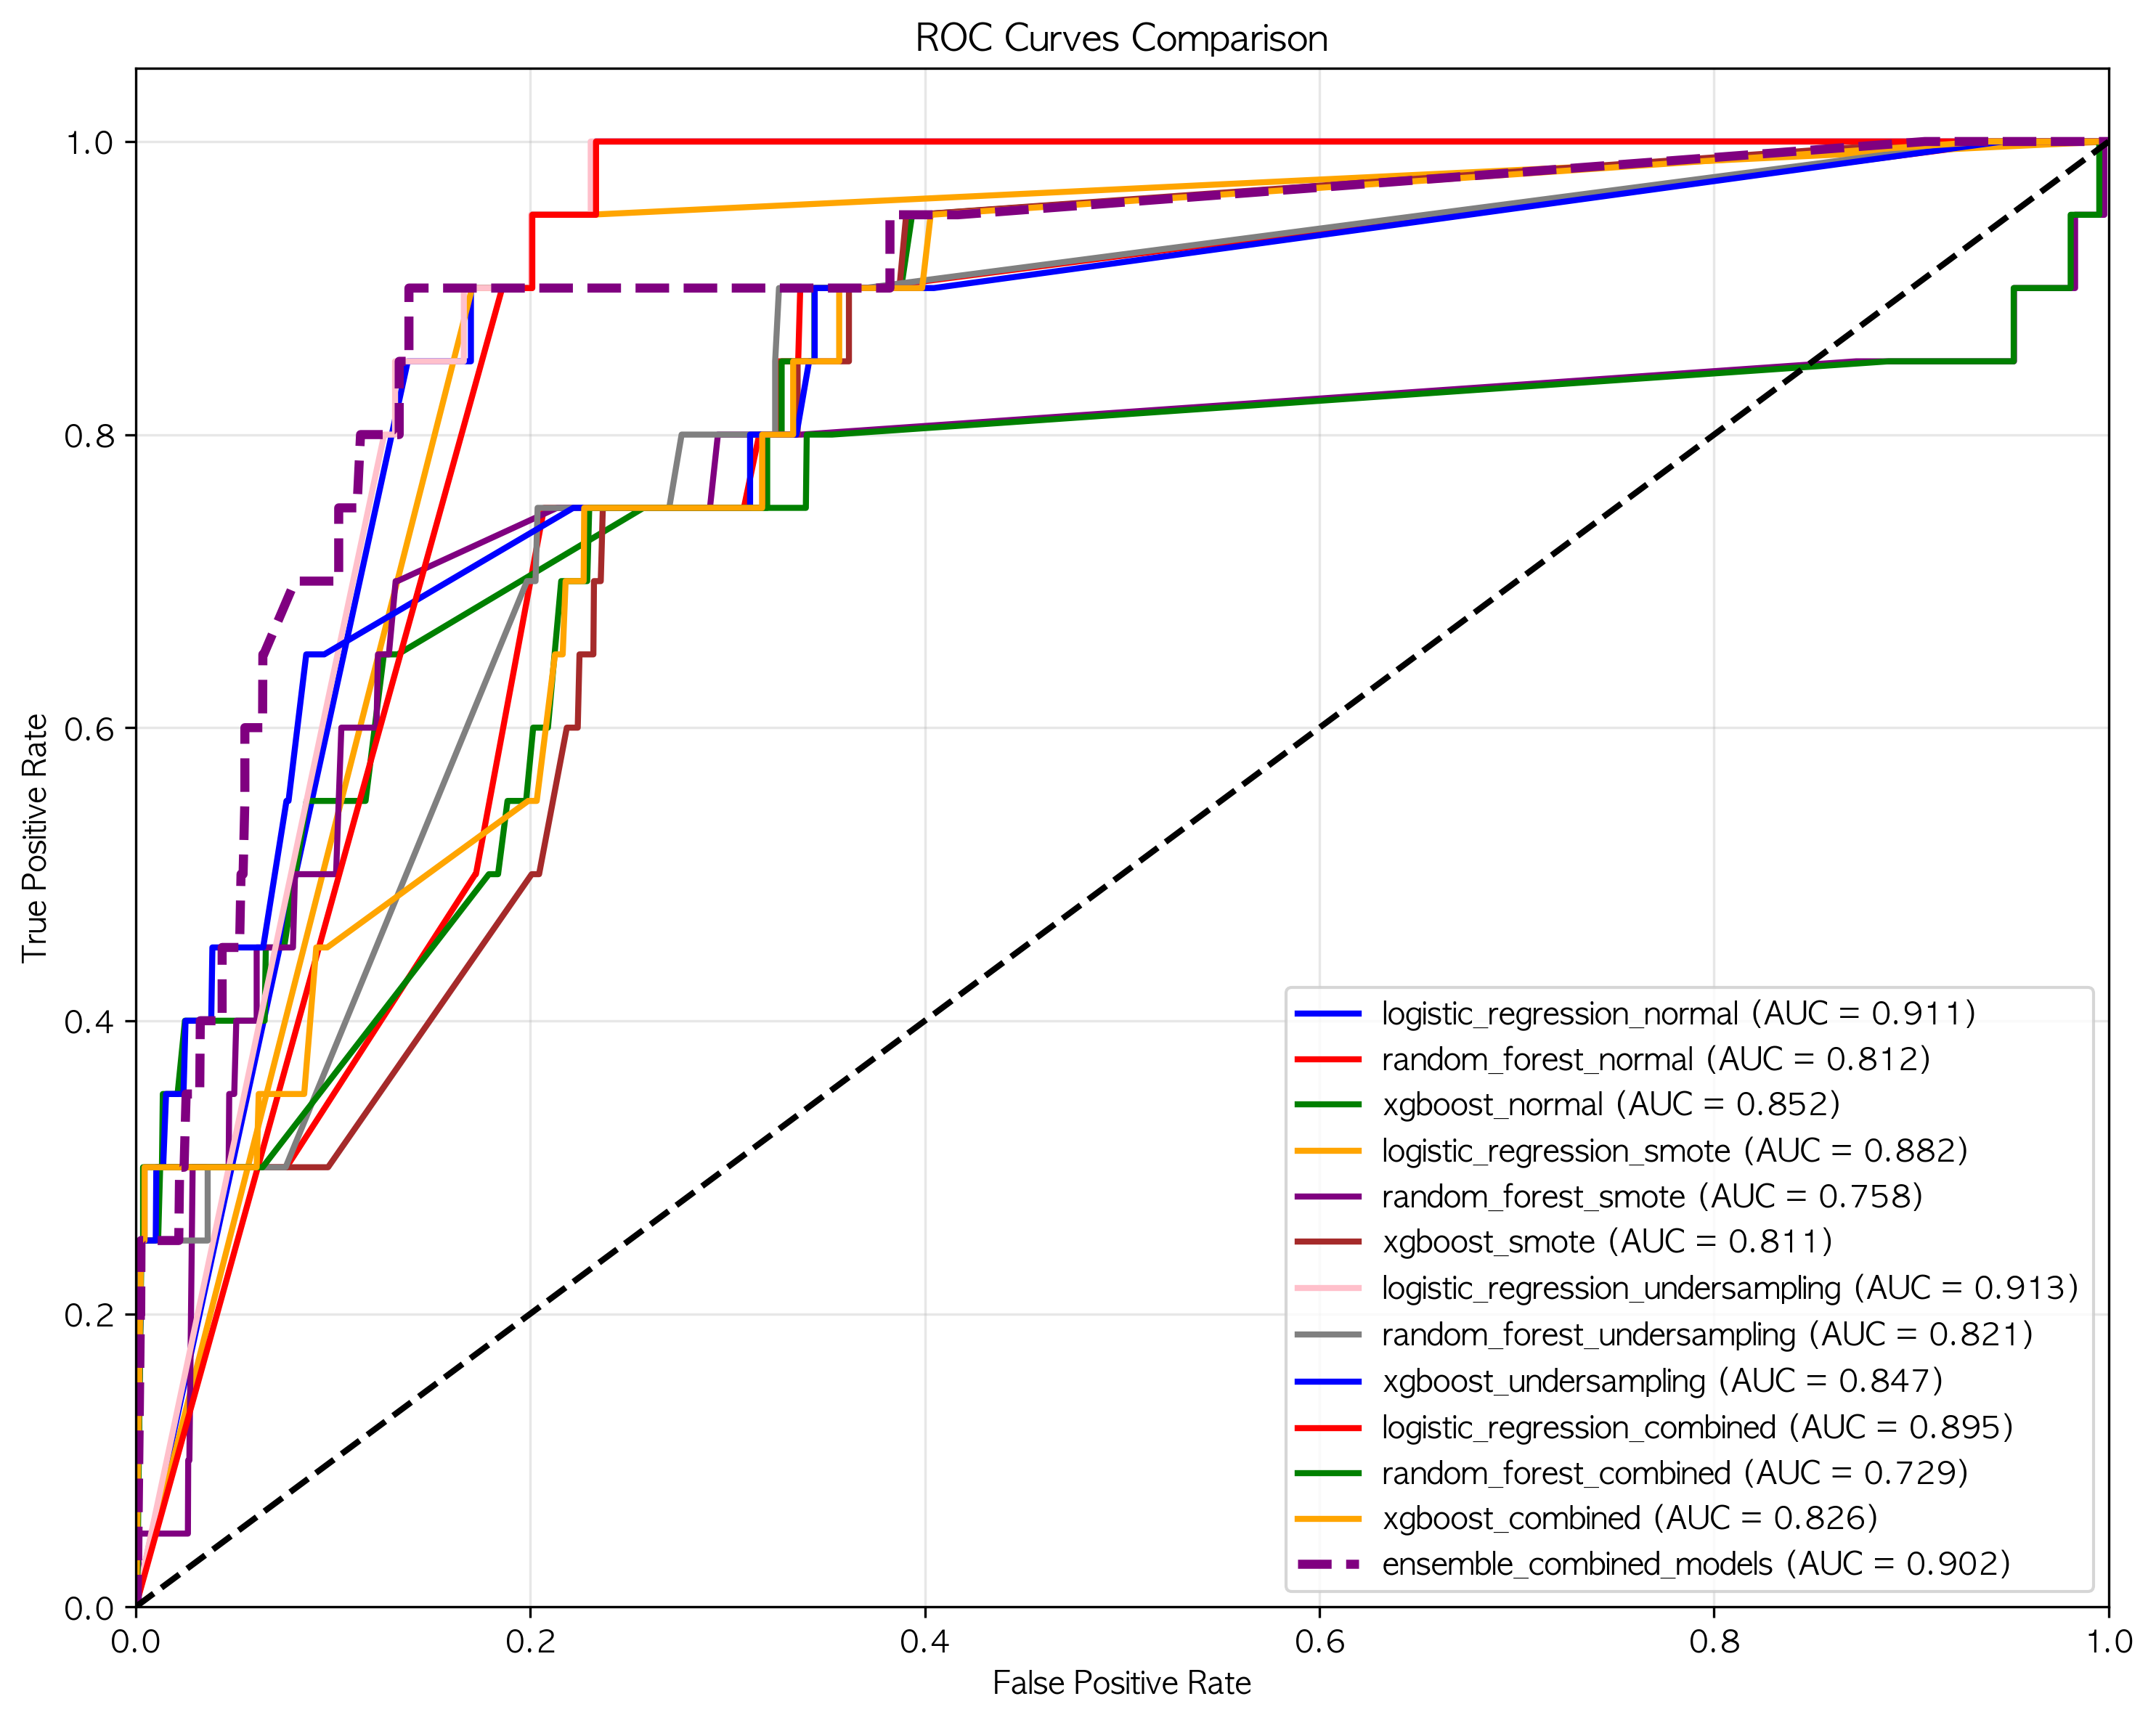 ROC Curves Comparison
True Positive Rate
1.0
0.8
0.6
0.4
0.2
0.0
logistic_regression_normal (AUC = 0.911)
random_forest_normal (AUC = 0.812)
xgboost_normal (AUC = 0.852)
logistic_regression_smote (AUC = 0.882)
random_forest_smote (AUC = 0.758)
xgboost_smote (AUC = 0.811)
logistic_regression_undersampling (AUC = 0.913)
random_forest_undersampling (AUC = 0.821)
xgboost_undersampling (AUC = 0.847)
logistic_regression_combined (AUC = 0.895)
random_forest_combined (AUC = 0.729)
xgboost_combined (AUC = 0.826)
ensemble_combined_models (AUC = 0.902)
0.0 0.2 0.4 0.6 0.8 1.0
False Positive Rate